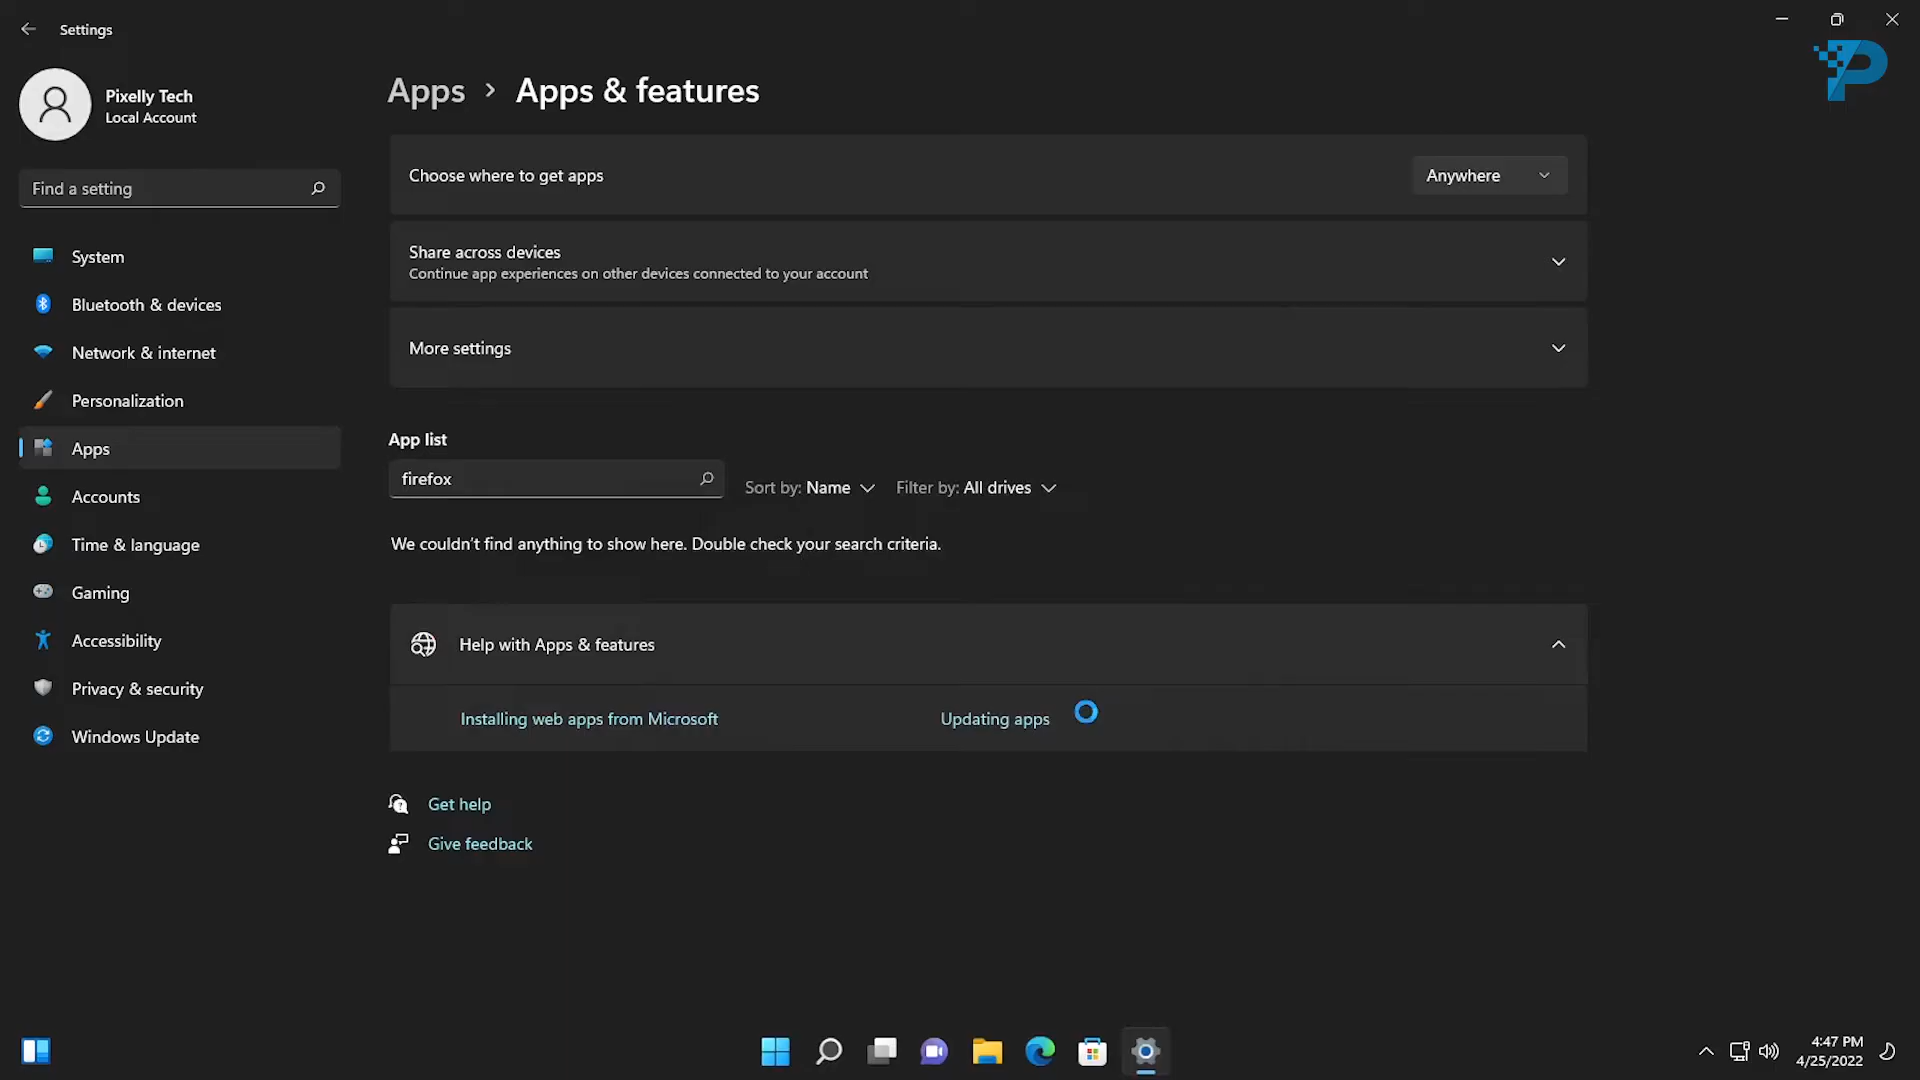 Settings
Pixelly Tech
Local Account
Find a setting
System
Bluetooth & devices
Network & internet
Personalization
Apps
Accounts
Time & language
Gaming
Accessibility
Privacy & security
Windows Update
Apps > Apps & features
Choose where to get apps
Anywhere
Share across devices
Continue app experiences on other devices connected to your account
More settings
App list
firefox
Sort by: Name
Filter by: All drives
We couldn't find anything to show here. Double check your search criteria.
Help with Apps & features
Installing web apps from Microsoft
Updating apps
Get help
Give feedback
P
4:47 PM
4/25/2022